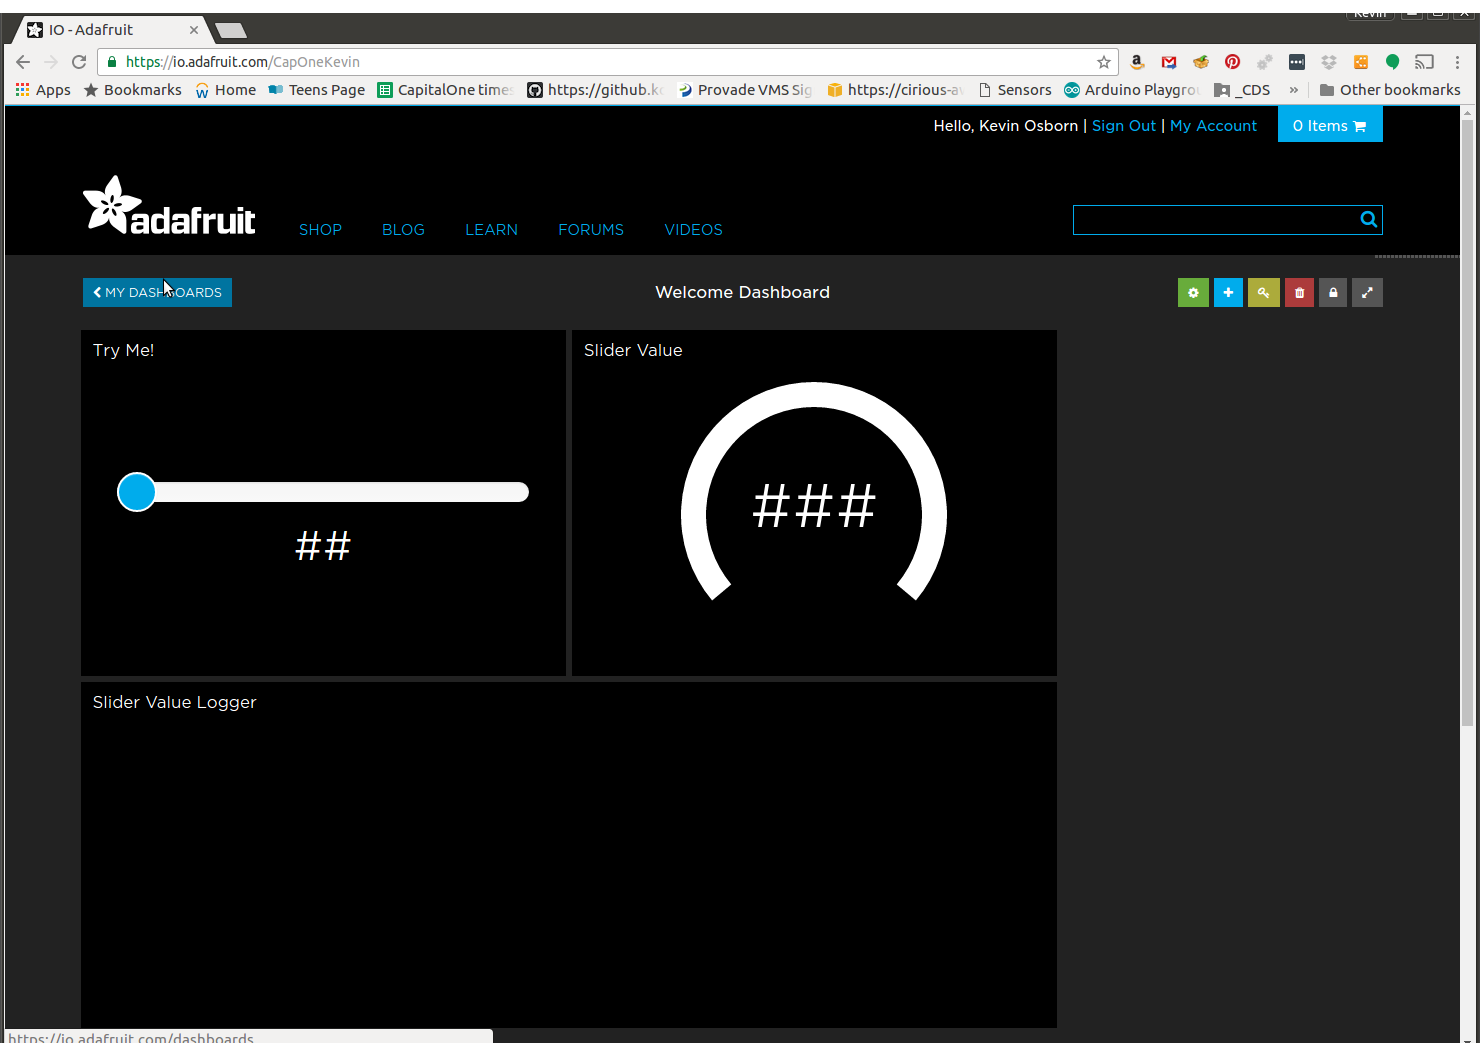 Kevin
IO - Adafruit
https://io.adafruit.com/CapOneKevin
Apps Bookmarks Home Teens Page CapitalOne time https://github.k Provade VMS Sig https://cirious-a Sensors Arduino Playgro _CDS » Other bookmarks
Hello, Kevin Osborn | Sign Out | My Account 0 Items
adafruit SHOP BLOG LEARN FORUMS VIDEOS
MY DASHBOARDS Welcome Dashboard
Try Me! Slider Value
###
##
Slider Value Logger
https://io.adafruit.com/dashboards